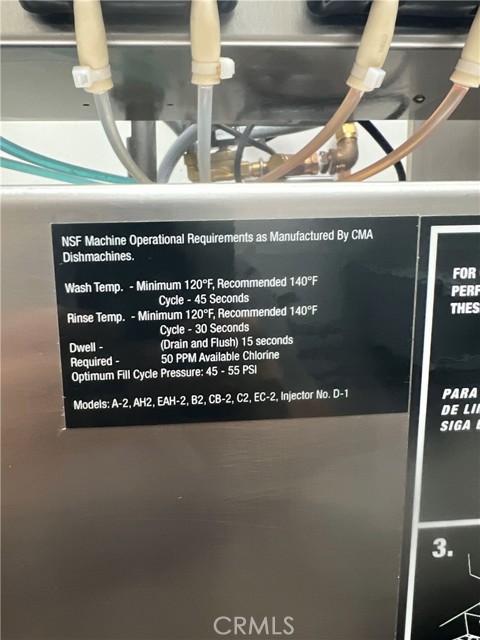 NSF Machine Operational Requirements as Manufactured By CMA
Dishmachines.
Wash Temp. - Minimum 120°F, Recommended 140°F
Cycle - 45 Seconds
Rinse Temp. - Minimum 120°F, Recommended 140°F
Cycle - 30 Seconds
Dwell - (Drain and Flush) 15 seconds
Required - 50 PPM Available Chlorine
Optimum Fill Cycle Pressure: 45 - 55 PSI
Models: A-2, AH2, EAH-2, B2, CB-2, C2, EC-2, Injector No. D-1
FOR
PERF
THES
PARA
DE LI
SIGA
3.
CRMLS